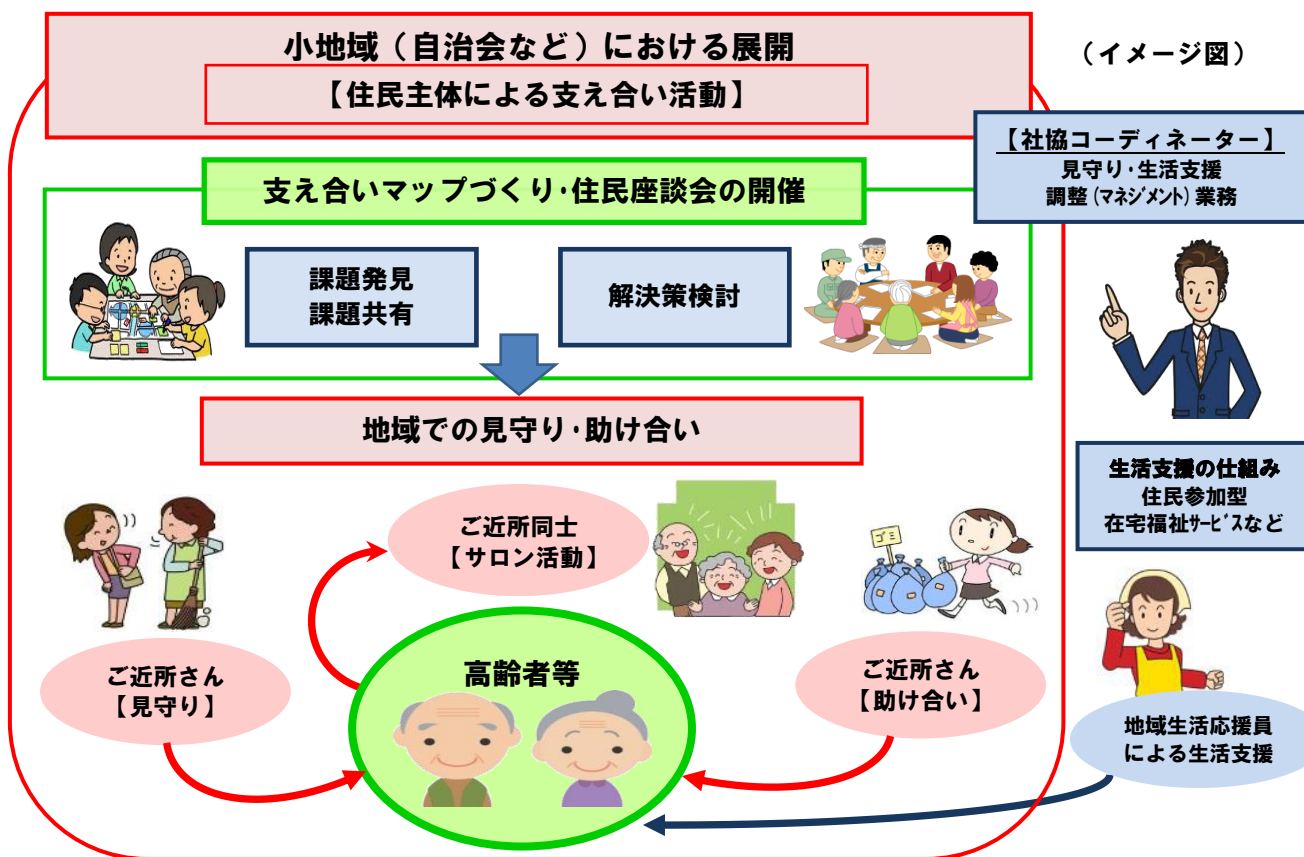 小地域（自治会など）における展開
【住民主体による支え合い活動】
（イメージ図）
【社協コーディネーター】
見守り・生活支援
調整（マネジメント）業務
支え合いマップづくり・住民座談会の開催
課題発見
課題共有
解決策検討
地域での見守り・助け合い
生活支援の仕組み
住民参加型
在宅福祉サービスなど
ご近所同士
【サロン活動】
ゴミ
ご近所さん
【見守り】
高齢者等
ご近所さん
【助け合い】
地域生活応援員
による生活支援